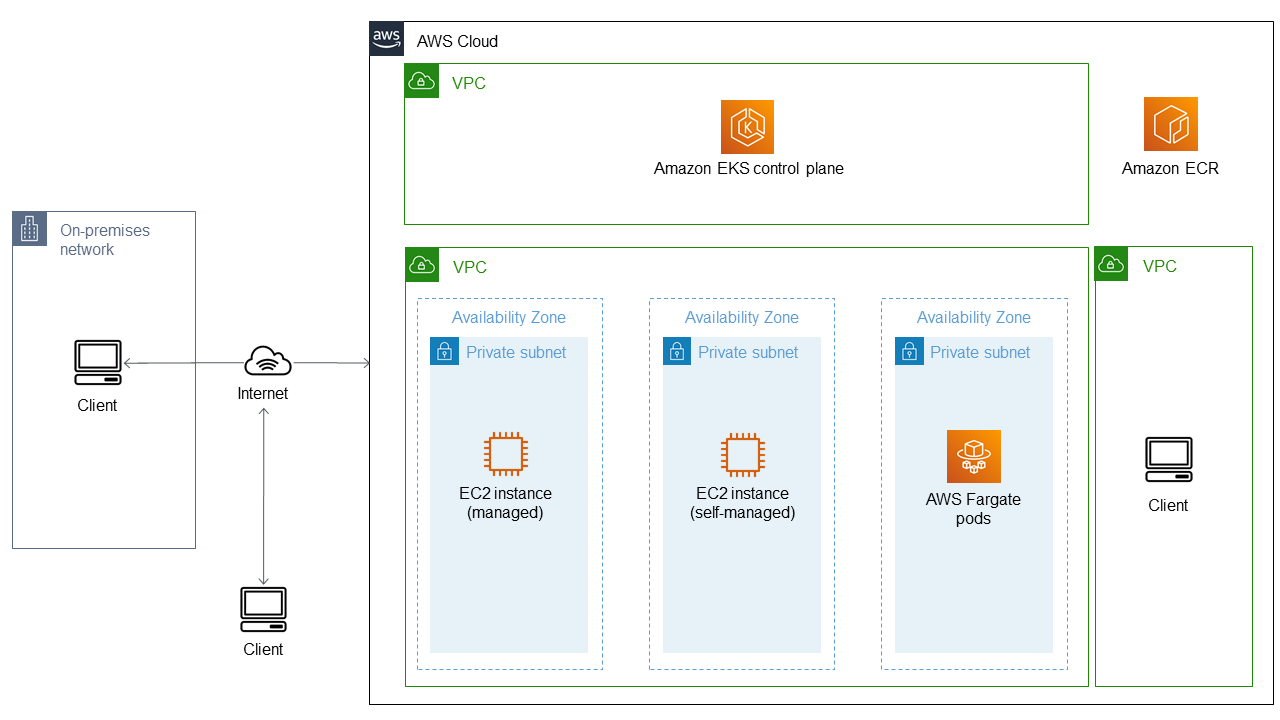 aws
AWS Cloud
VPC
K
Amazon EKS control plane
Amazon ECR
On-premises
network
Client
Internet
Client
VPC
Availability Zone
Private subnet
EC2 instance
(managed)
Availability Zone
Private subnet
EC2 instance
(self-managed)
Availability Zone
Private subnet
AWS Fargate
pods
VPC
Client